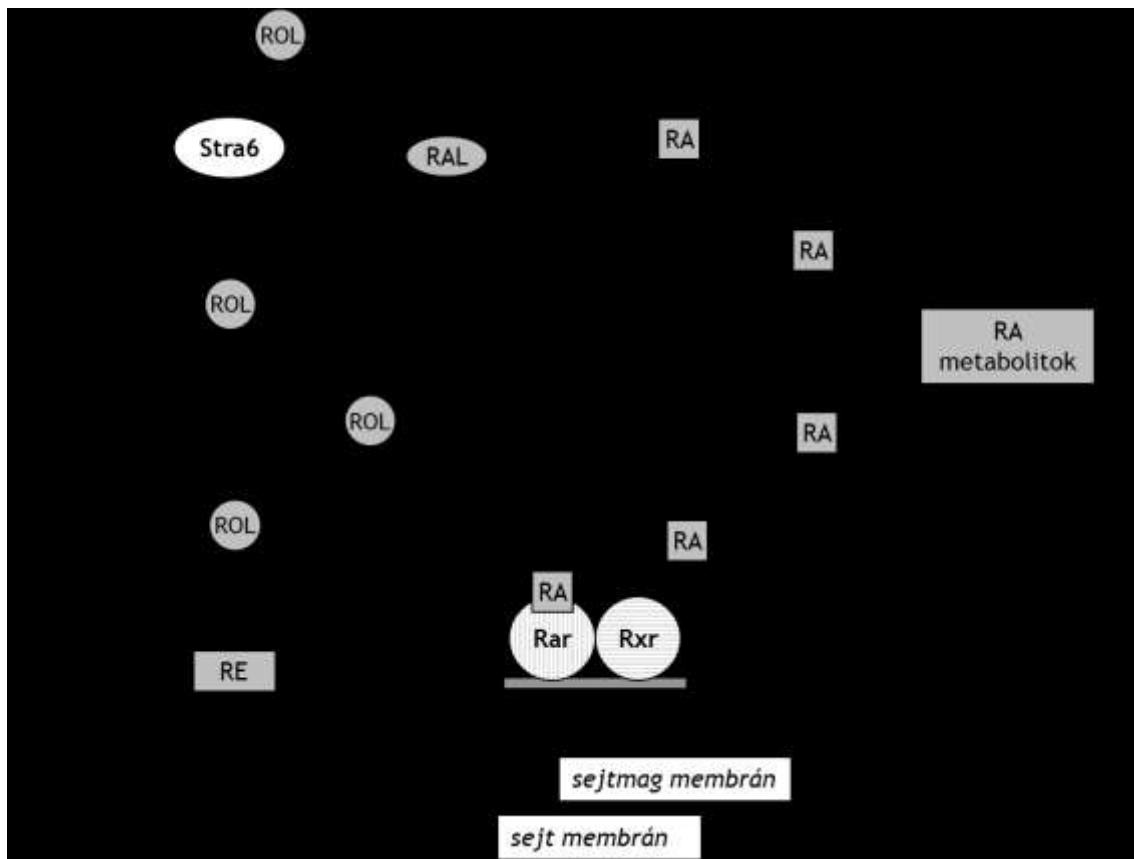 ROL
Stra6
RAL
RA
RA
ROL
RA
metabolitok
ROL
RA
ROL
RA
RA
Rar
Rxr
RE
sejtmag membrán
sejt membrán